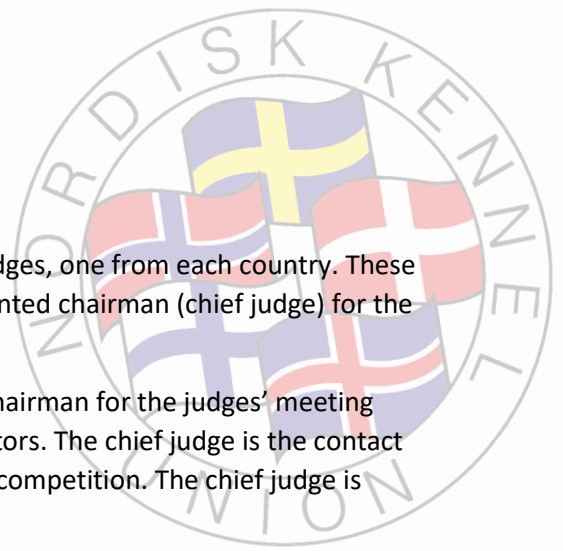 NORDISK KENNEL
UNION
dges, one from each country. These
nted chairman (chief judge) for the
hairman for the judges’ meeting
tors. The chief judge is the contact
competition. The chief judge is